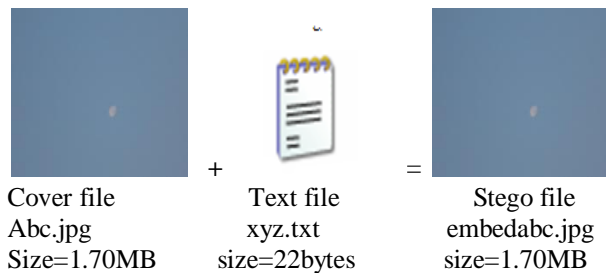 + =
Cover file Text file Stego file
Abc.jpg xyz.txt embedabc.jpg
Size=1.70MB size=22bytes size=1.70MB